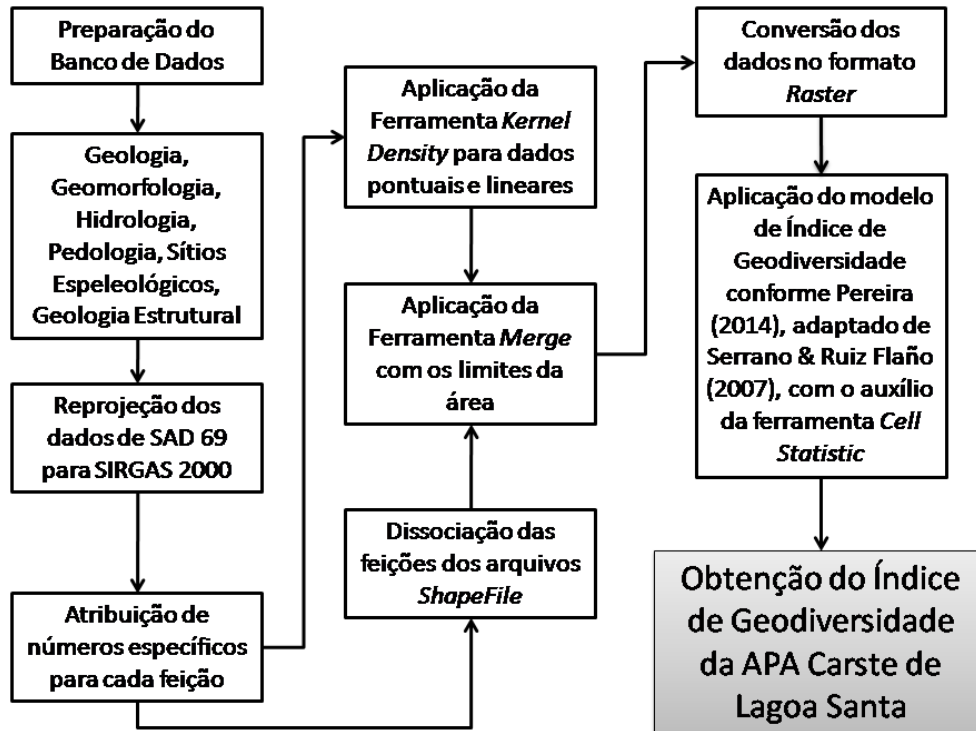 Preparação do
Banco de Dados
Geologia,
Geomorfologia,
Hidrologia,
Pedologia, Sítios
Espeleológicos,
Geologia Estrutural
Reprojeção dos
dados de SAD 69
para SIRGAS 2000
Atribuição de
números específicos
para cada feição
Aplicação da
Ferramenta Kernel
Density para dados
pontuais e lineares
Aplicação da
Ferramenta Merge
com os limites da
área
Dissociação das
feições dos arquivos
ShapeFile
Conversão dos
dados no formato
Raster
Aplicação do modelo
de Índice de
Geodiversidade
conforme Pereira
(2014), adaptado de
Serrano & Ruiz Flaño
(2007), com o auxílio
da ferramenta Cell
Statistic
Obtenção do Índice
de Geodiversidade
da APA Carste de
Lagoa Santa